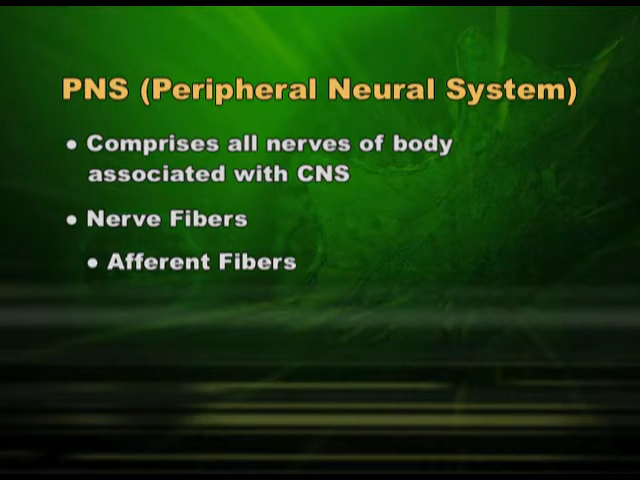 PNS (Peripheral Neural System)
• Comprises all nerves of body
associated with CNS
• Nerve Fibers
• Afferent Fibers